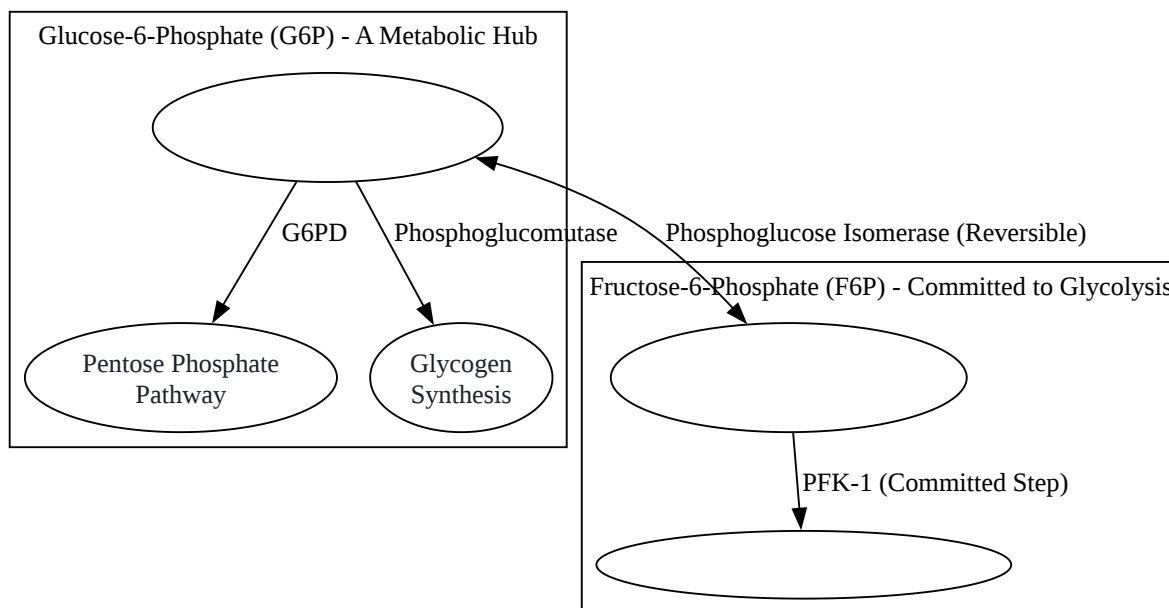 Glucose-6-Phosphate (G6P) - A Metabolic Hub
G6PD
Phosphoglucomutase
Phosphoglucose Isomerase (Reversible)
Fructose-6-Phosphate (F6P) - Committed to Glycolysis
Pentose Phosphate
Pathway
Glycogen
Synthesis
PFK-1 (Committed Step)